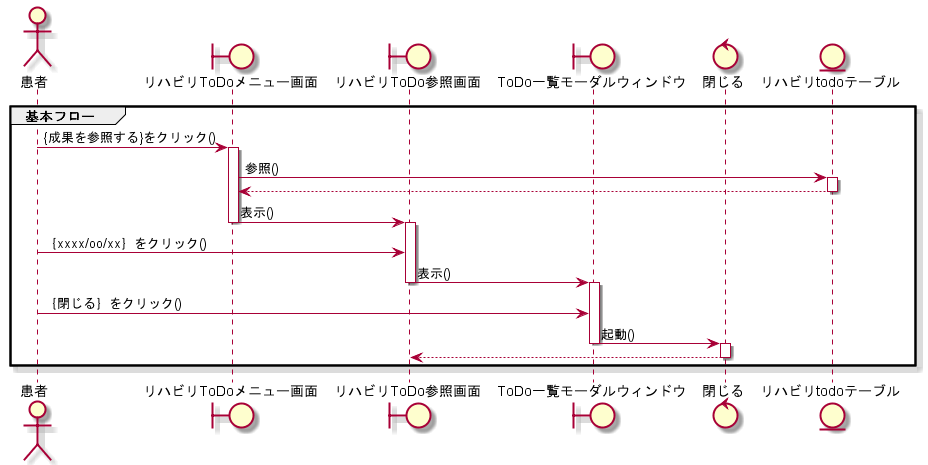 患者 リハビリToDoメニュー画面 リハビリToDo参照画面 ToDo一覧モーダルウィンドウ 閉じる リハビリtodoテーブル
基本フロー
{成果を参照する}をクリック()
参照()
表示()
{xxxx/oo/xx} をクリック()
表示()
{閉じる} をクリック()
起動()
患者 リハビリToDoメニュー画面 リハビリToDo参照画面 ToDo一覧モーダルウィンドウ 閉じる リハビリtodoテーブル